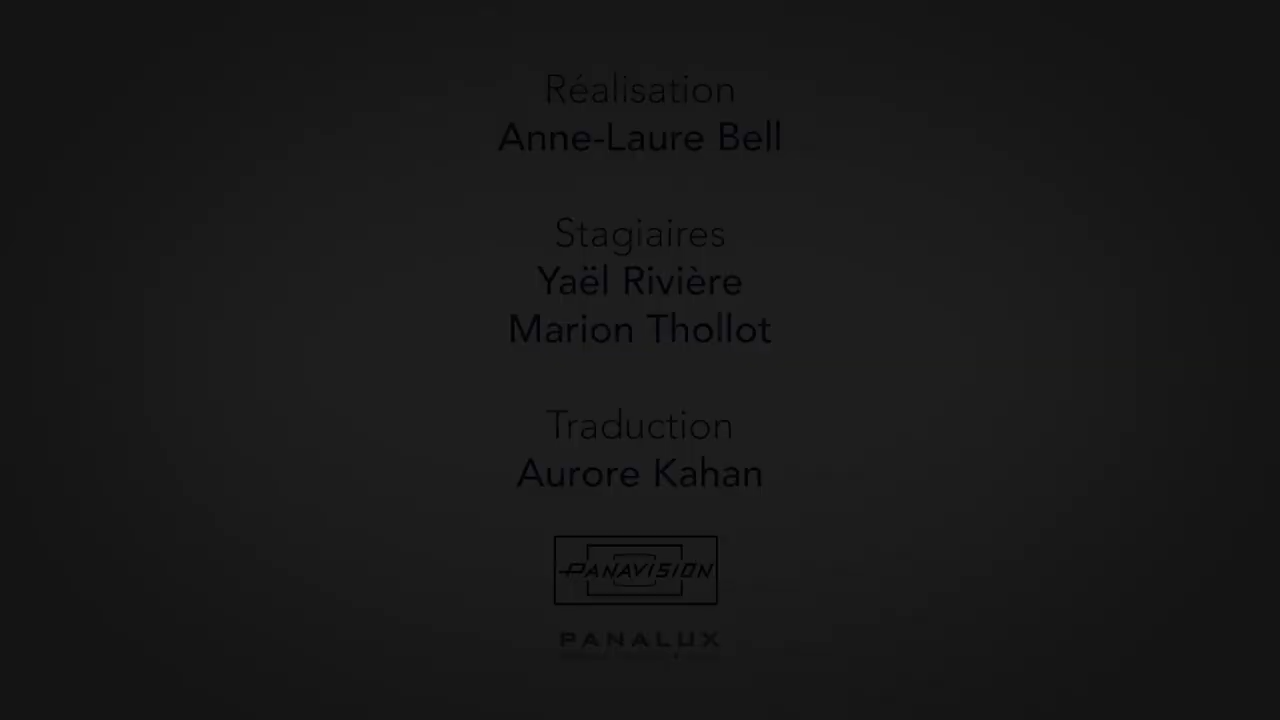 Réalisation
Anne-Laure Bell
Stagiaires
Yaël Rivière
Marion Thollot
Traduction
Aurore Kahan
PANAVISION
PANALUX